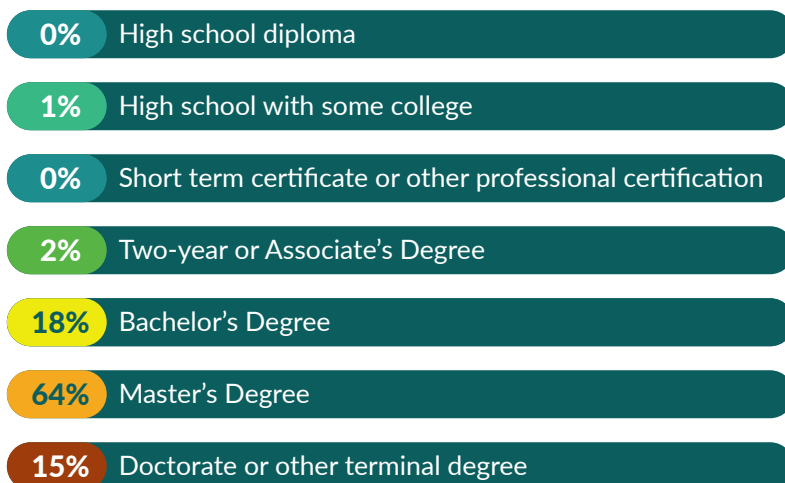 0% High school diploma
1% High school with some college
0% Short term certificate or other professional certification
2% Two-year or Associate’s Degree
18% Bachelor’s Degree
64% Master’s Degree
15% Doctorate or other terminal degree